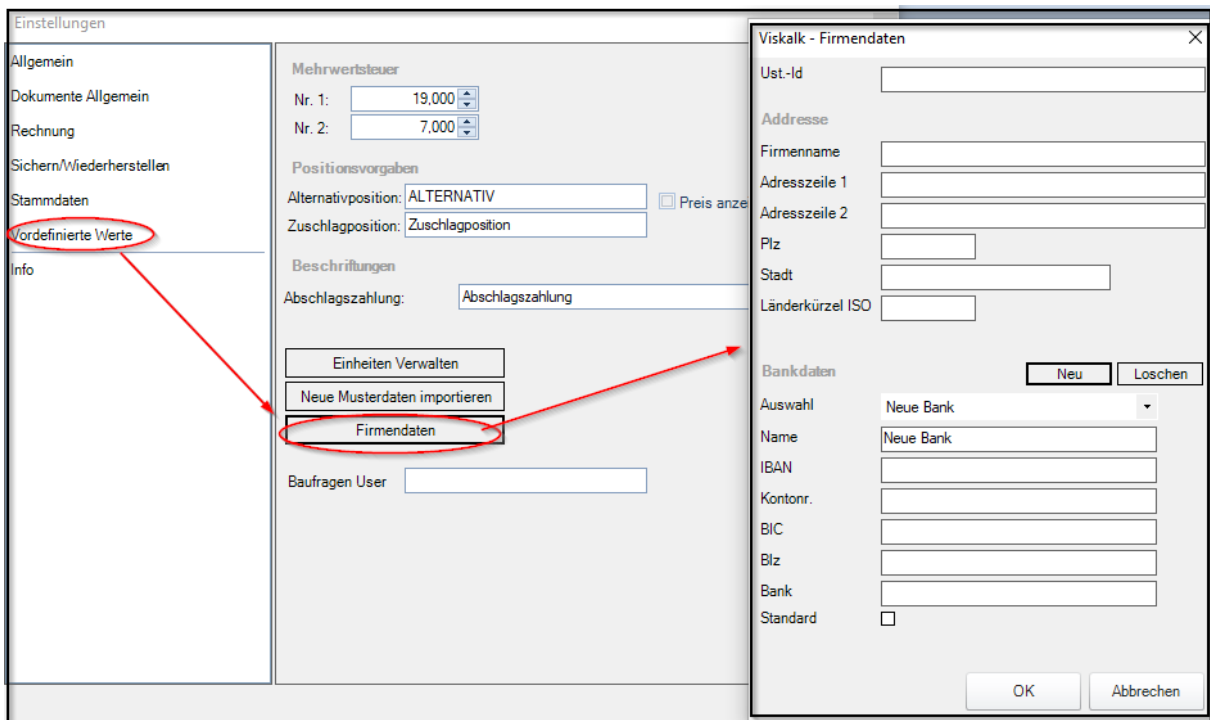 Einstellungen
Allgemein
Dokumente Allgemein
Rechnung
Sichern/Wiederherstellen
Stammdaten
Vordefinierte Werte
Info
Mehrwertsteuer
Nr. 1: 19,000
Nr. 2: 7,000
Positionsvorgaben
Alternativposition: ALTERNATIV Preis anze
Zuschlagposition: Zuschlagposition
Beschriftungen
Abschlagszahlung: Abschlagszahlung
Einheiten Verwalten
Neue Musterdaten importieren
Firmendaten
Baufragen User
Viskalk - Firmendaten
Ust.-Id
Addresse
Firmenname
Adresszeile 1
Adresszeile 2
Plz
Stadt
Länderkürzel ISO
Bankdaten Neu Loschen
Auswahl Neue Bank
Name Neue Bank
IBAN
Kontonr.
BIC
Blz
Bank
Standard
OK Abbrechen